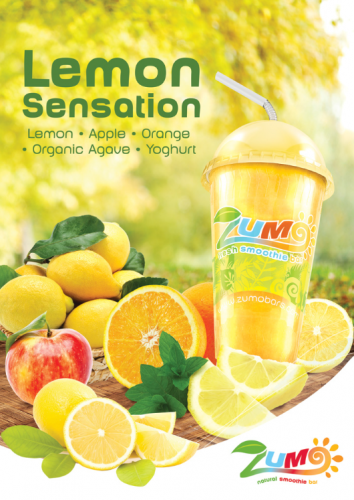 Lemon
Sensation
Lemon • Apple • Orange
• Organic Agave • Yoghurt
ZUMO
fresh smoothie bar
.zumobar
ZUMO
natural smoothie bar